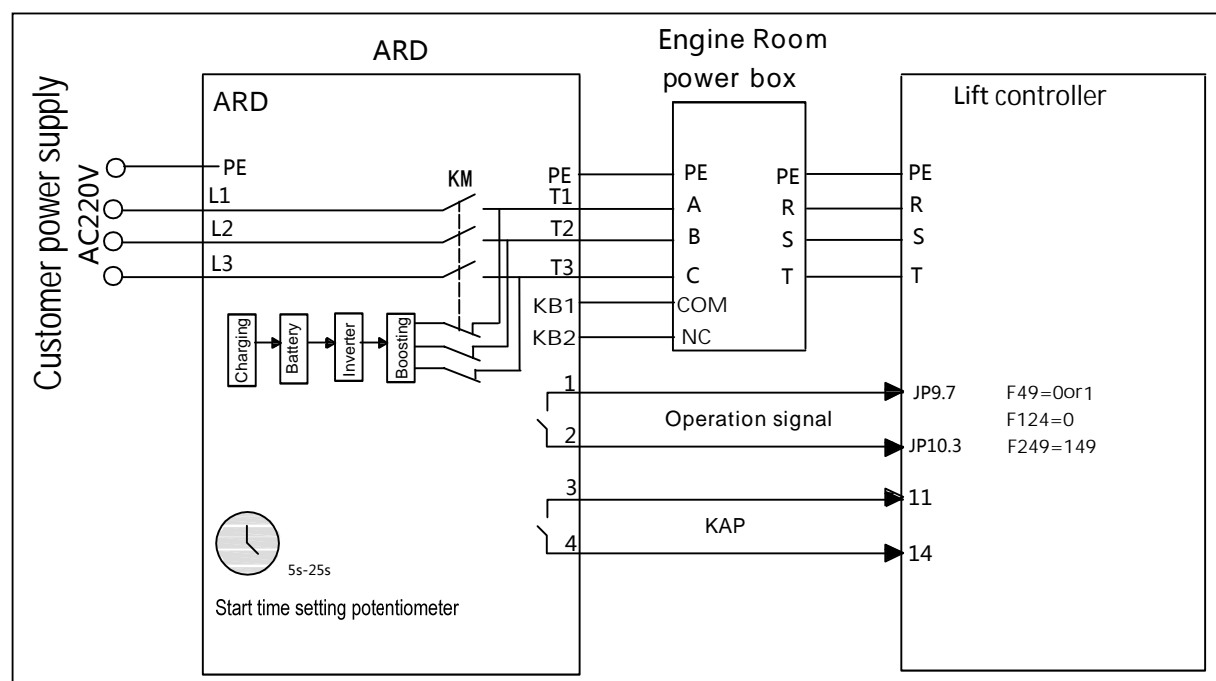 ARD
Engine Room
power box
Customer power supply
AC220V
ARD
Lift controller
PE
KM
PE
PE
PE
PE
L1
T1
A
R
R
L2
T2
B
S
S
L3
T3
C
T
T
KB1
COM
KB2
NC
Charging
Battery
Inverter
Boosting
1
JP9.7
F49=0or1
Operation signal
F124=0
2
JP10.3
F249=149
3
11
KAP
4
14
5s-25s
Start time setting potentiometer